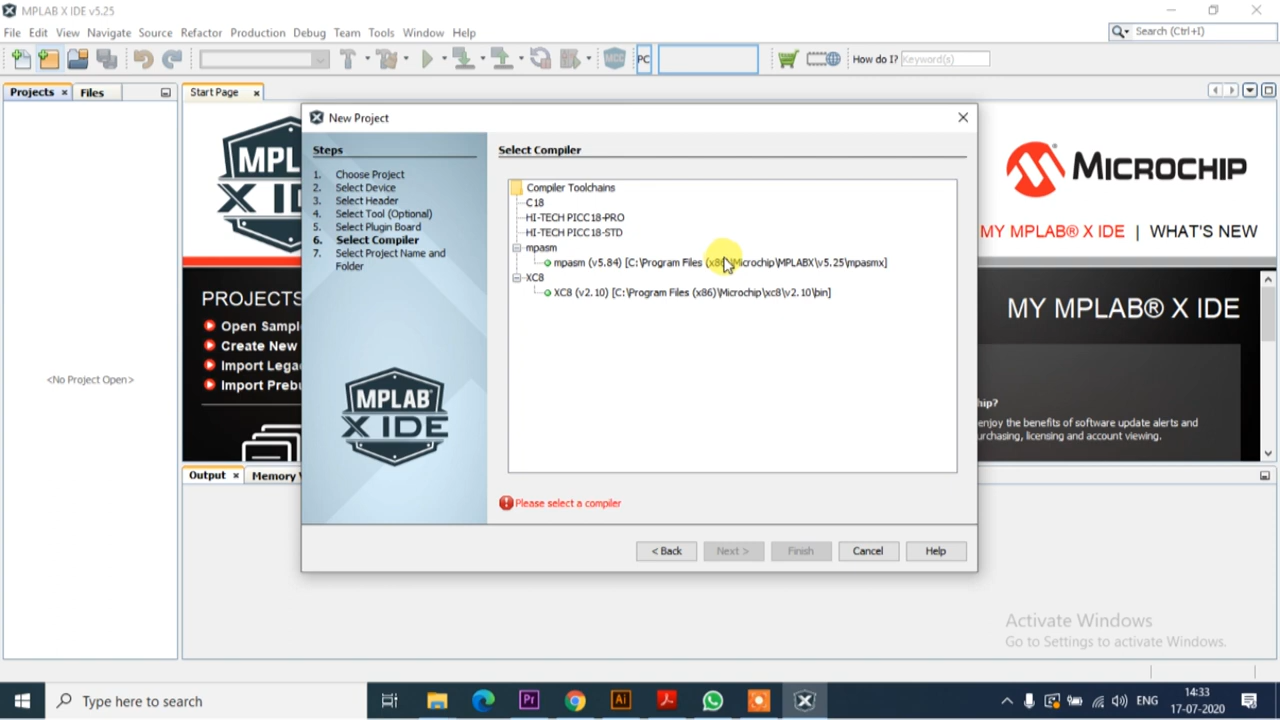 MPLAB X IDE v5.25
File Edit View Navigate Source Refactor Production Debug Team Tools Window Help
Search (Ctrl+I)
MCC
PC
How do I? Keyword(s)
Projects Files
Start Page
<No Project Open>
MPL
X I
MICROCHIP
MY MPLAB® X IDE | WHAT'S NEW
PROJECTS
Open Sampl
Create New
Import Lega
Import Prebu
MY MPLAB® X IDE
hip?
enjoy the benefits of software update alerts and
urchasing, licensing and account viewing.
Output Memory
New Project
Steps
1. Choose Project
2. Select Device
3. Select Header
4. Select Tool (Optional)
5. Select Plugin Board
6. Select Compiler
7. Select Project Name and
Folder
MPLAB®
X IDE
Select Compiler
Compiler Toolchains
C18
HI-TECH PICC18-PRO
HI-TECH PICC18-STD
mpasm
mpasm (v5.84) [C:\Program Files (x86)\Microchip\MPLABX\v5.25\mpasmx]
XC8
XC8 (v2.10) [C:\Program Files (x86)\Microchip\xc8\v2.10\bin]
Please select a compiler
< Back Next > Finish Cancel Help
Activate Windows
Go to Settings to activate Windows.
Type here to search
Pr
Ai
ENG
14:33
17-07-2020